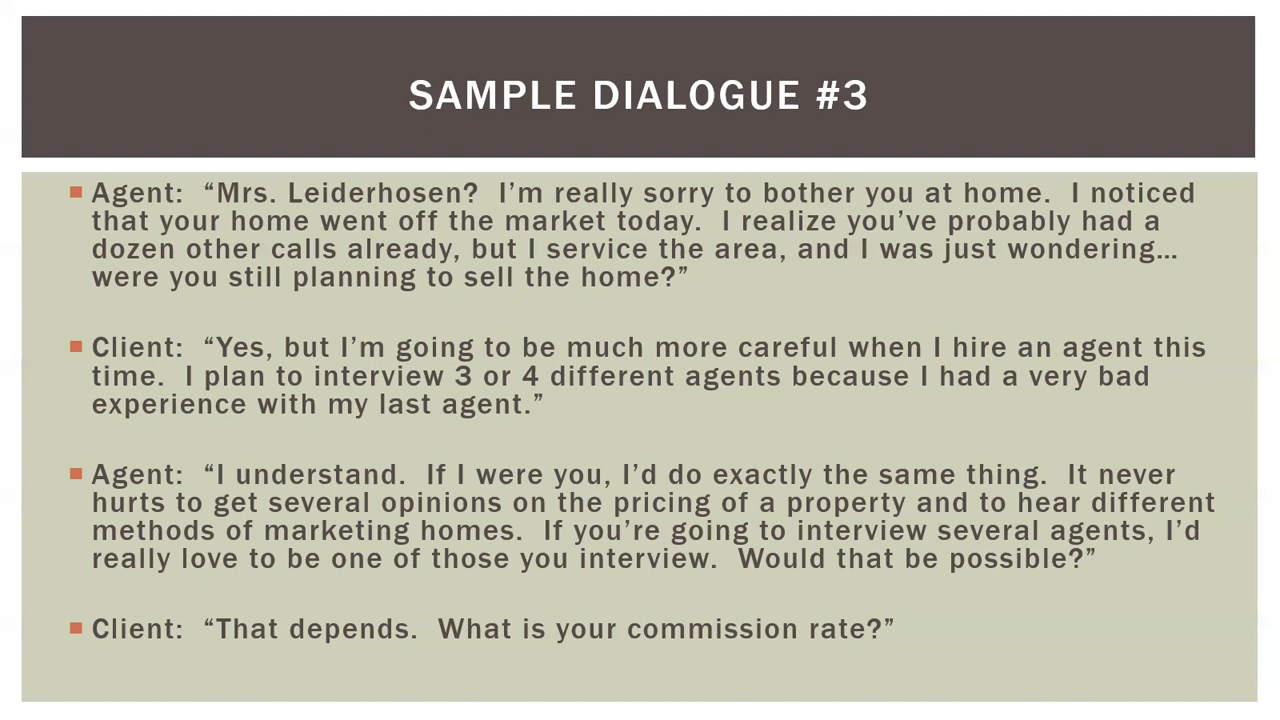 SAMPLE DIALOGUE #3
Agent:  “Mrs. Leiderhosen?  I’m really sorry to bother you at home.  I noticed
that your home went off the market today.  I realize you’ve probably had a
dozen other calls already, but I service the area, and I was just wondering…
were you still planning to sell the home?”
Client:  “Yes, but I’m going to be much more careful when I hire an agent this
time.  I plan to interview 3 or 4 different agents because I had a very bad
experience with my last agent.”
Agent:  “I understand.  If I were you, I’d do exactly the same thing.  It never
hurts to get several opinions on the pricing of a property and to hear different
methods of marketing homes.  If you’re going to interview several agents, I’d
really love to be one of those you interview.  Would that be possible?”
Client:  “That depends.  What is your commission rate?”